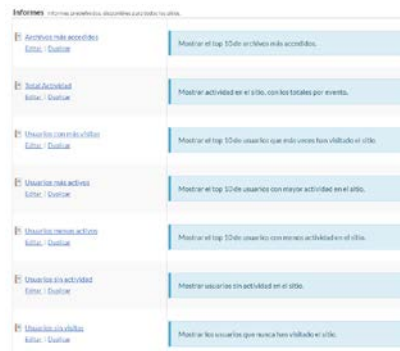 Informes Informes predefinidos, disponibles para todos los sitios.
Archivos más accedidos
Editar | Duplicar
Mostrar el top 10 de archivos más accedidos.
Total Actividad
Editar | Duplicar
Mostrar actividad en el sitio, con los totales por evento.
Usuarios con más visitas
Editar | Duplicar
Mostrar el top 10 de usuarios que más veces han visitado el sitio.
Usuarios más activos
Editar | Duplicar
Mostrar el top 10 de usuarios con mayor actividad en el sitio.
Usuarios menos activos
Editar | Duplicar
Mostrar el top 10 de usuarios con menos actividad en el sitio.
Usuarios sin actividad
Editar | Duplicar
Mostrar usuarios sin actividad en el sitio.
Usuarios sin visitas
Editar | Duplicar
Mostrar los usuarios que nunca han visitado el sitio.